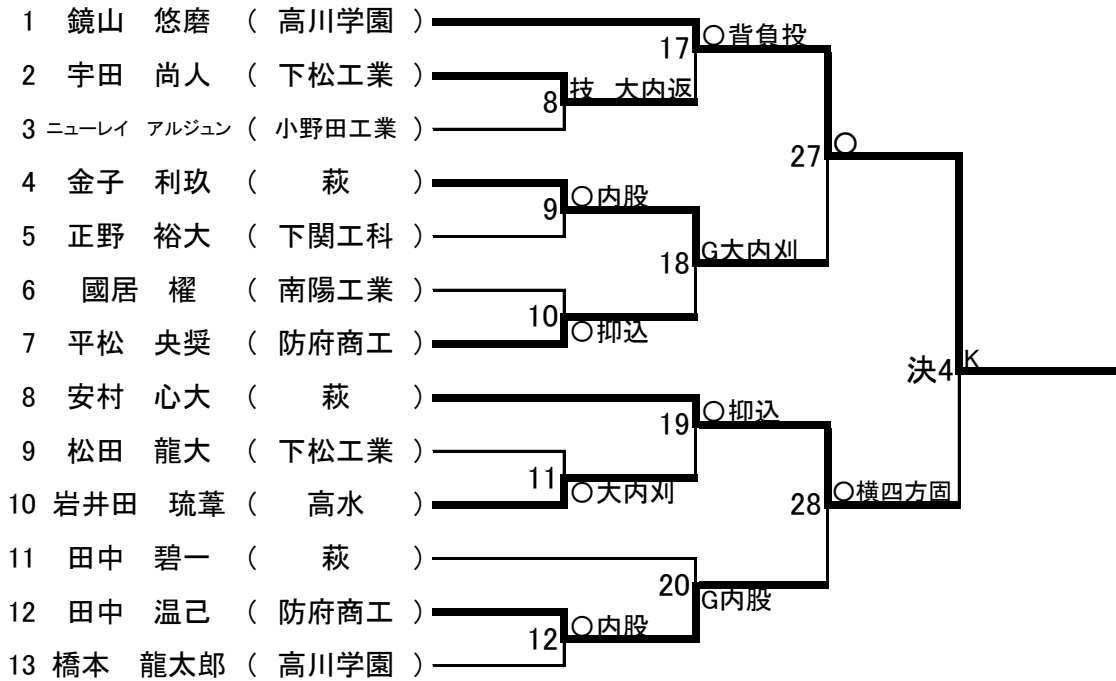 1 鏡山 悠磨 ( 高川学園 )
17 ○背負投
2 宇田 尚人 ( 下松工業 )
8 技 大内返
3 ニューレイ アルジュン ( 小野田工業 )
27 ○
4 金子 利玖 ( 萩 )
9 ○内股
5 正野 裕大 ( 下関工科 )
18 G大内刈
6 國居 櫂 ( 南陽工業 )
10 ○抑込
7 平松 央奨 ( 防府商工 )
決4 K
8 安村 心大 ( 萩 )
19 ○抑込
9 松田 龍大 ( 下松工業 )
11 ○大内刈
28 ○横四方固
10 岩井田 琉葦 ( 高水 )
11 田中 碧一 ( 萩 )
20 G内股
12 田中 温己 ( 防府商工 )
12 ○内股
13 橋本 龍太郎 ( 高川学園 )